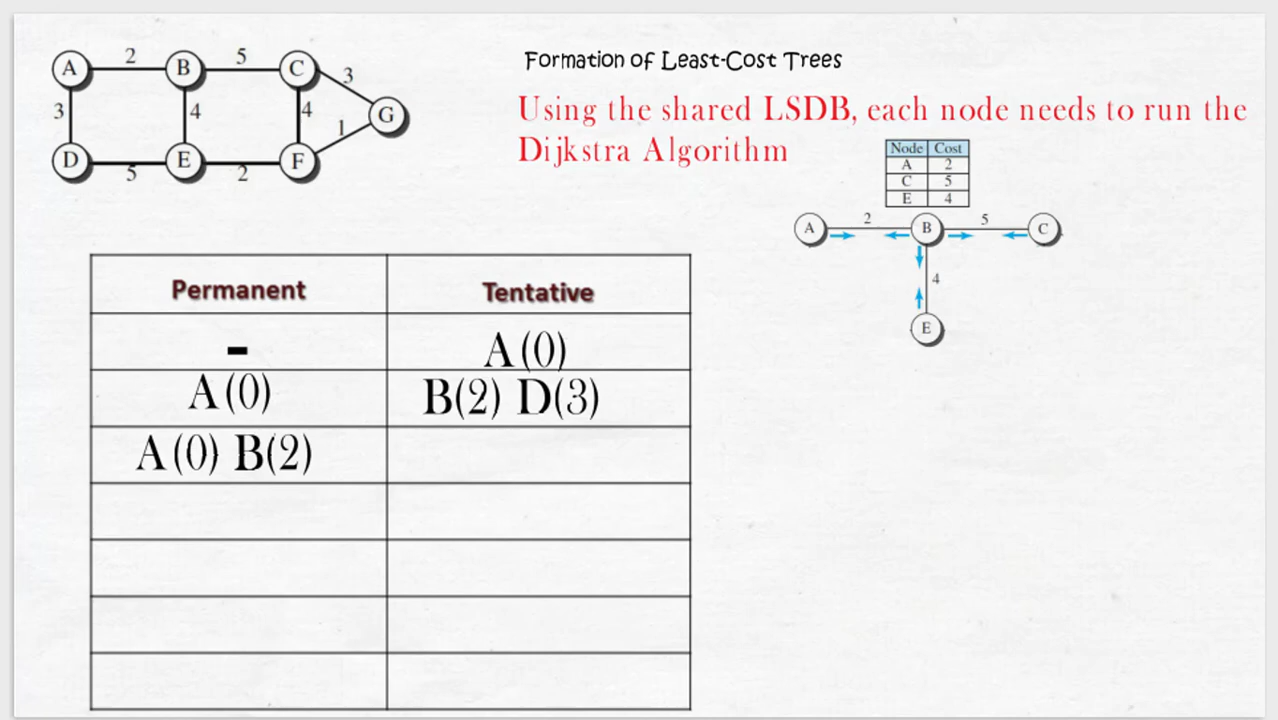 Formation of Least-Cost Trees
Using the shared LSDB, each node needs to run the
Dijkstra Algorithm
A 2 B 5 C 3
3 4 4 G
1
D 5 E 2 F
Node Cost
A 2
C 5
E 4
A 2 B 5 C
4
E
Permanent Tentative
- A(0)
A(0) B(2) D(3)
A(0) B(2)